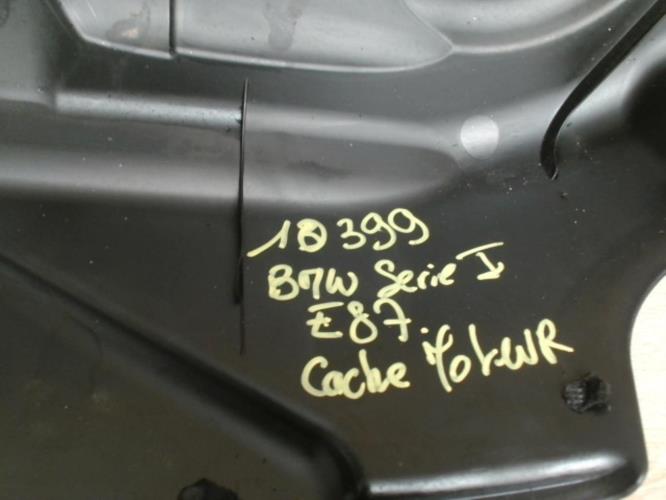 10399
BMW Serie I
E87
Cache moteur